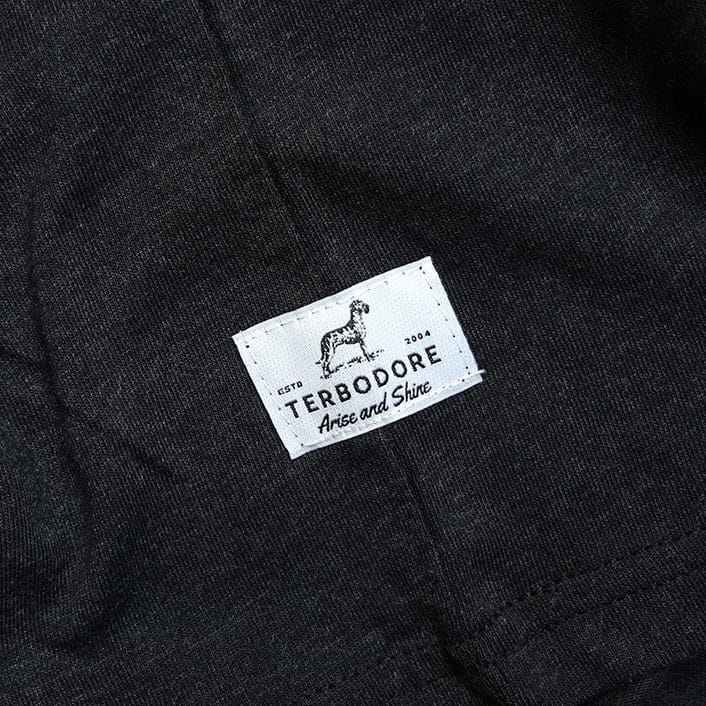 ESTD 2004
TERBODORE
Arise and Shine